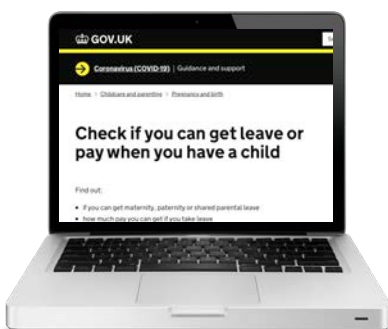 GOV.UK
Coronavirus (COVID-19) | Guidance and support
Home > Childcare and parenting > Pregnancy and birth
Check if you can get leave or
pay when you have a child
Find out:
• if you can get maternity, paternity or shared parental leave
• how much pay you can get if you take leave